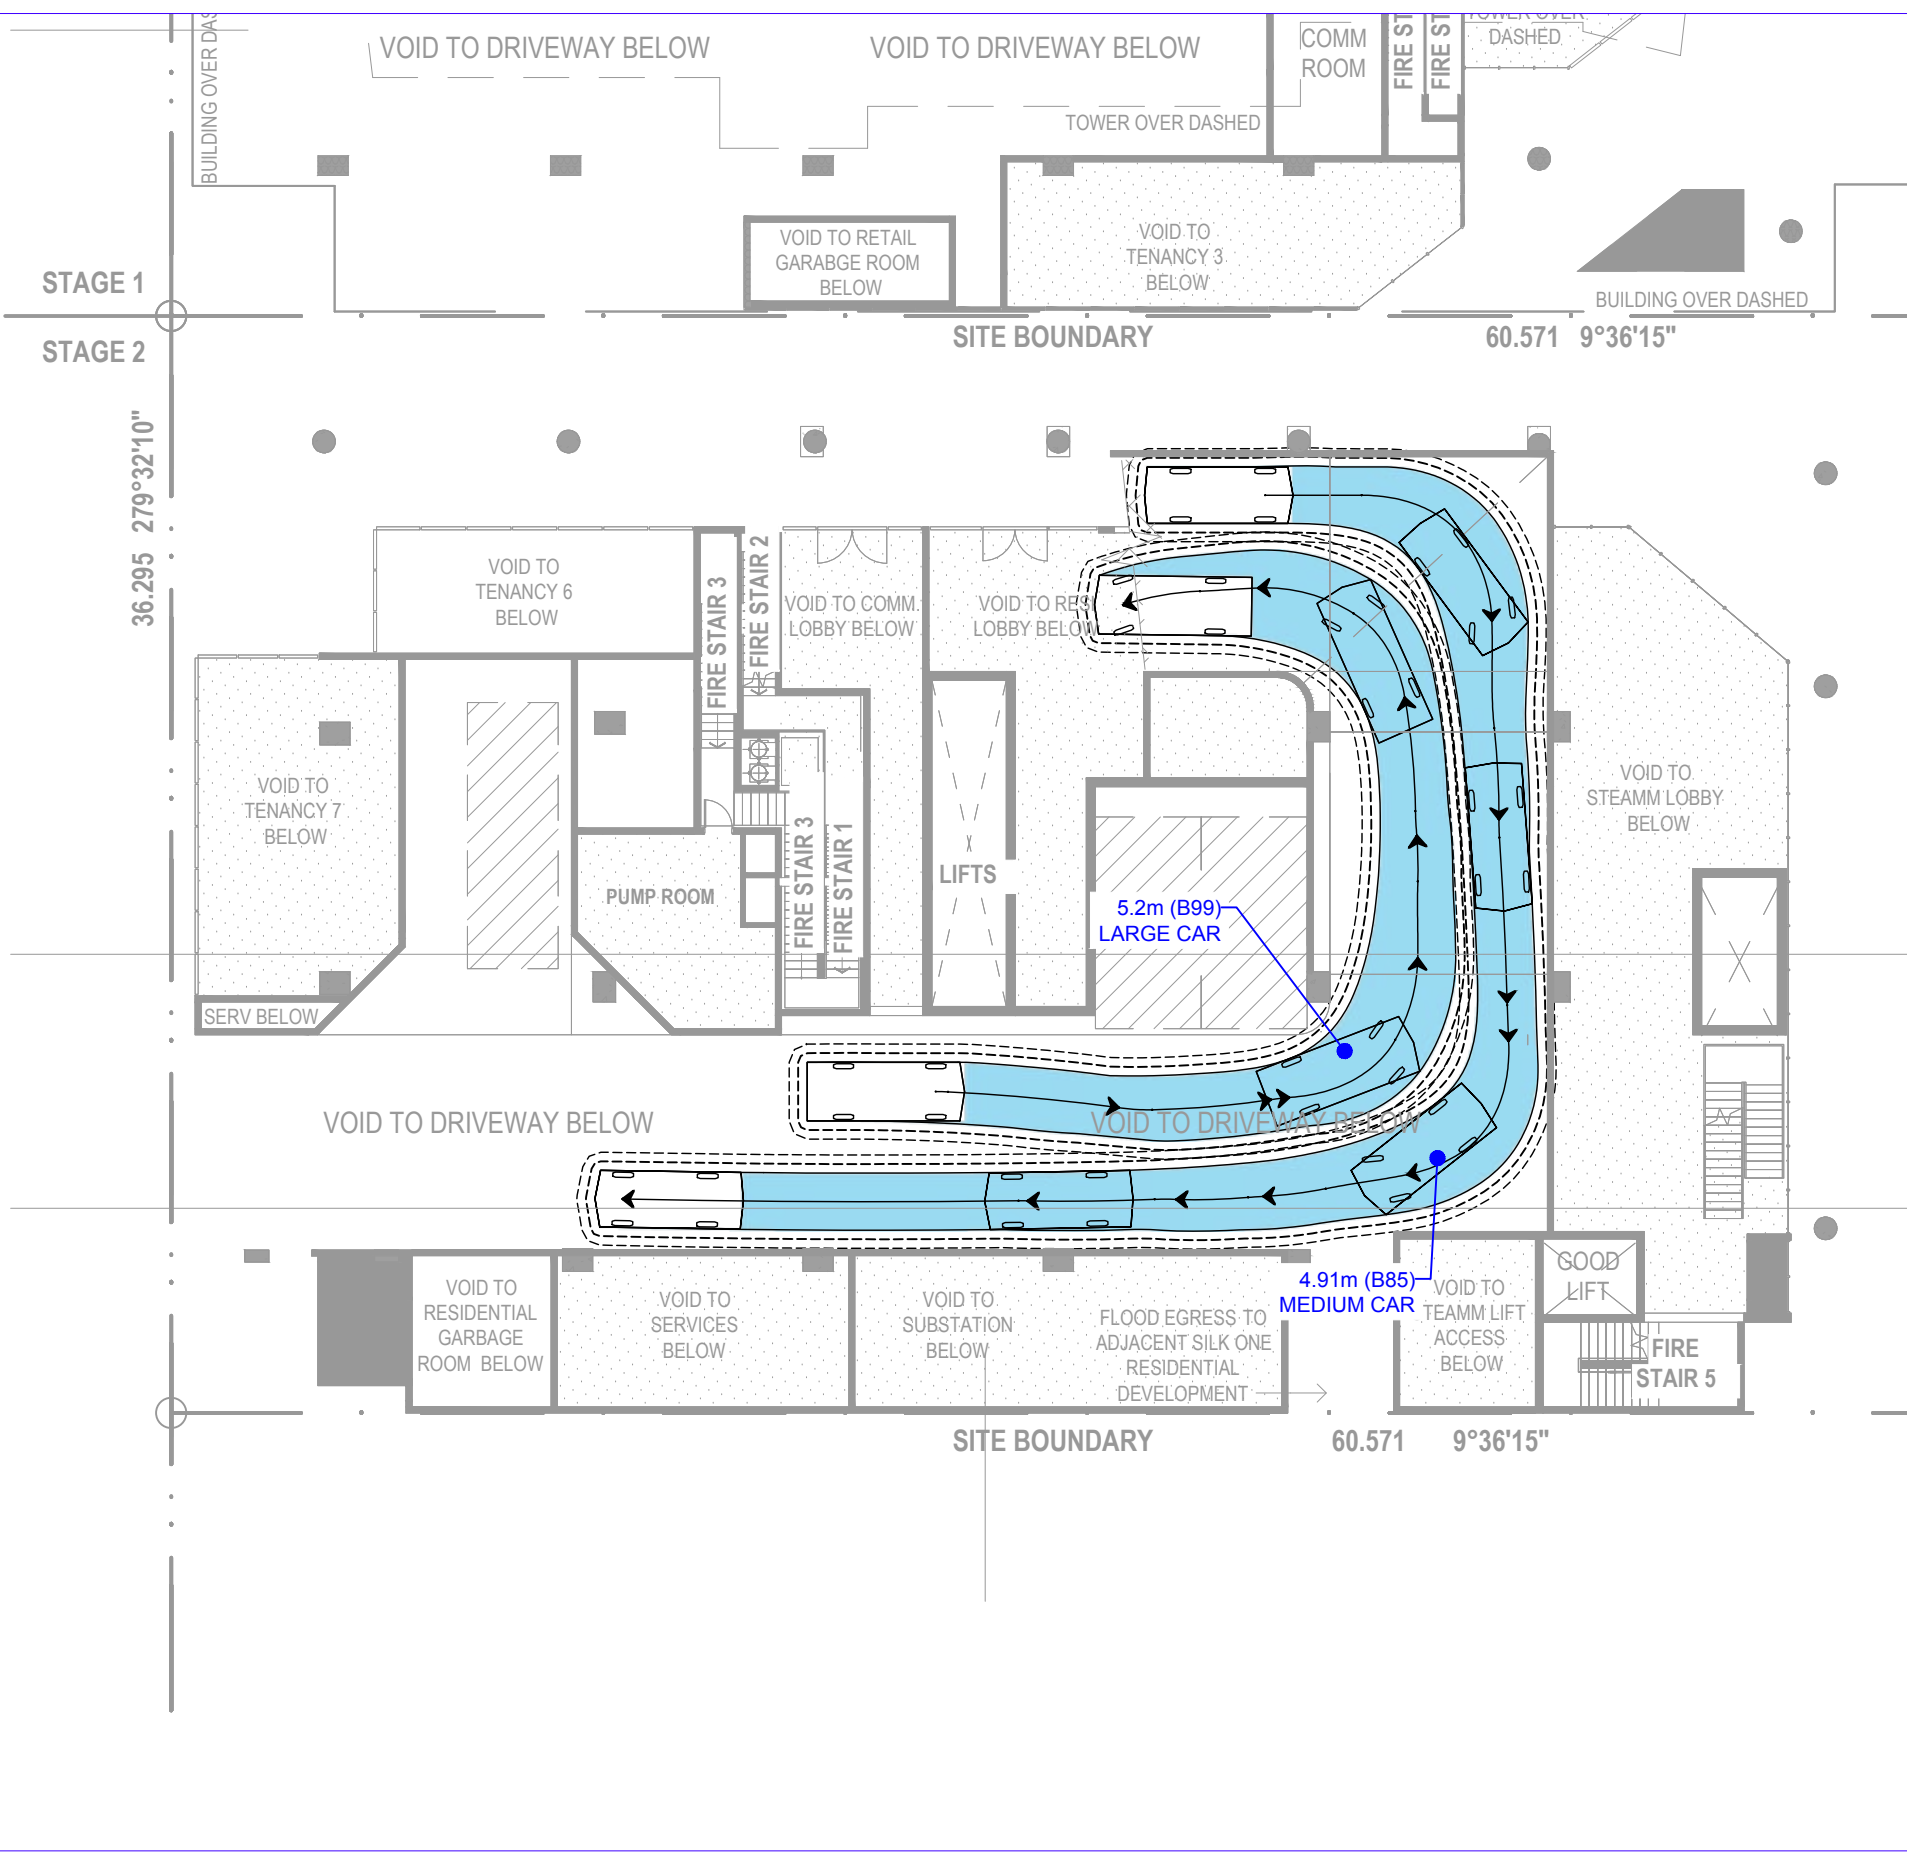 VOID TO DRIVEWAY BELOW
VOID TO DRIVEWAY BELOW
COMM
ROOM
FIRE ST
FIRE ST
TOWER OVER
DASHED
BUILDING OVER DAS
TOWER OVER DASHED
VOID TO RETAIL
GARABGE ROOM
BELOW
VOID TO
TENANCY 3
BELOW
BUILDING OVER DASHED
STAGE 1
STAGE 2
SITE BOUNDARY
60.571 9°36'15"
36.295 279°32'10"
VOID TO
TENANCY 6
BELOW
FIRE STAIR 3
FIRE STAIR 2
VOID TO COMM.
LOBBY BELOW
VOID TO RES
LOBBY BELOW
VOID TO
TENANCY 7
BELOW
PUMP ROOM
FIRE STAIR 3
FIRE STAIR 1
LIFTS
5.2m (B99)
LARGE CAR
VOID TO
STEAMM LOBBY
BELOW
SERV BELOW
VOID TO DRIVEWAY BELOW
VOID TO DRIVEWAY BELOW
4.91m (B85)
MEDIUM CAR
VOID TO
RESIDENTIAL
GARBAGE
ROOM BELOW
VOID TO
SERVICES
BELOW
VOID TO
SUBSTATION
BELOW
FLOOD EGRESS TO
ADJACENT SILK ONE
RESIDENTIAL
DEVELOPMENT
VOID TO
TEAMM LIFT
ACCESS
BELOW
GOOD
LIFT
FIRE
STAIR 5
SITE BOUNDARY
60.571 9°36'15"